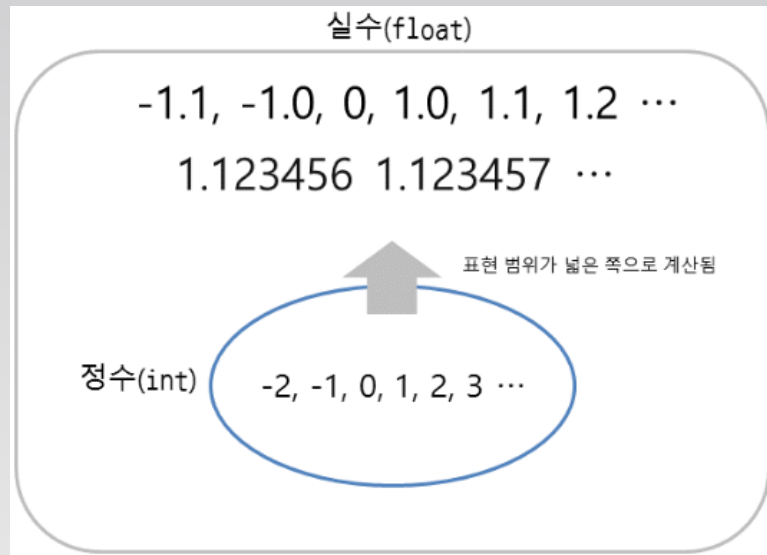 실수(float)
-1.1, -1.0, 0, 1.0, 1.1, 1.2 ⋯
1.123456 1.123457 ⋯
표현 범위가 넓은 쪽으로 계산됨
정수(int)
-2, -1, 0, 1, 2, 3 ⋯